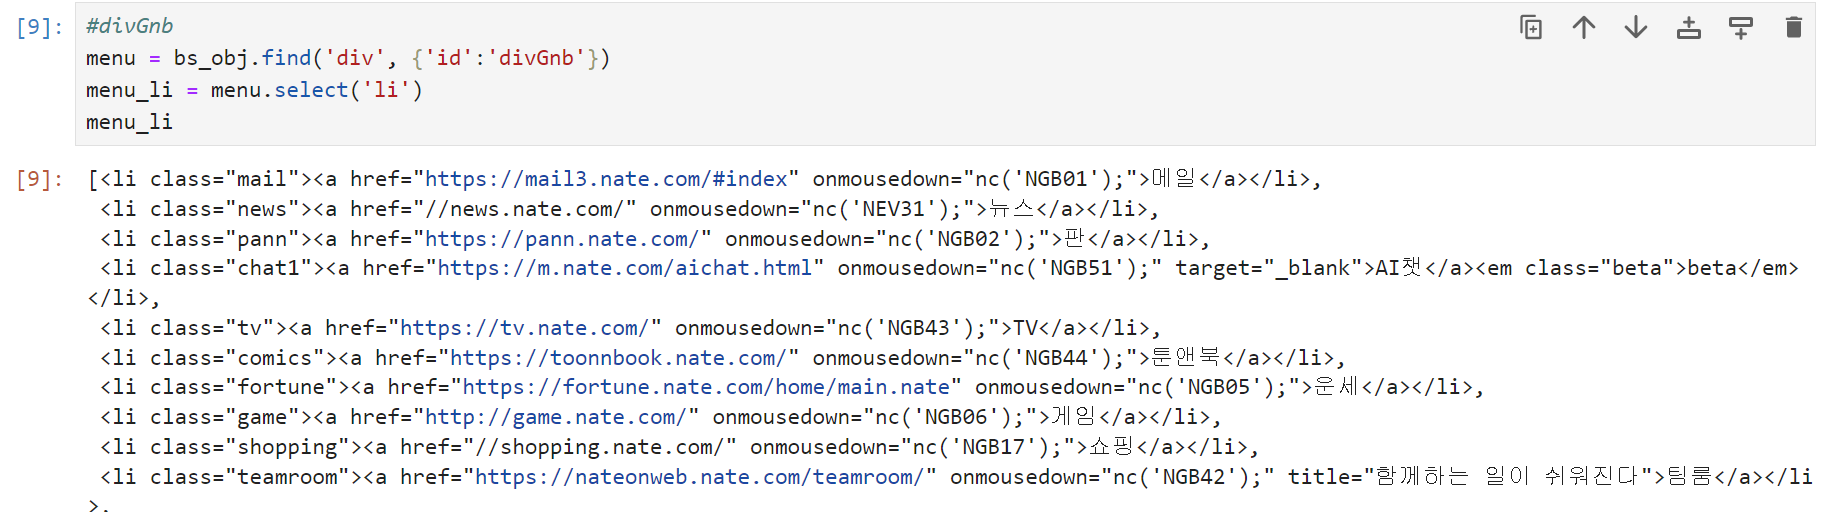 [9]: #divGnb
menu = bs_obj.find('div', {'id':'divGnb'})
menu_li = menu.select('li')
menu_li
[9]: [<li class="mail"><a href="https://mail3.nate.com/#index" onmousedown="nc('NGB01');">메일</a></li>,
<li class="news"><a href="//news.nate.com/" onmousedown="nc('NEV31');">뉴스</a></li>,
<li class="pann"><a href="https://pann.nate.com/" onmousedown="nc('NGB02');">판</a></li>,
<li class="chat1"><a href="https://m.nate.com/aichat.html" onmousedown="nc('NGB51');" target="_blank">AI챗</a><em class="beta">beta</em>
</li>,
<li class="tv"><a href="https://tv.nate.com/" onmousedown="nc('NGB43');">TV</a></li>,
<li class="comics"><a href="https://toonnbook.nate.com/" onmousedown="nc('NGB44');">툰앤북</a></li>,
<li class="fortune"><a href="https://fortune.nate.com/home/main.nate" onmousedown="nc('NGB05');">운세</a></li>,
<li class="game"><a href="http://game.nate.com/" onmousedown="nc('NGB06');">게임</a></li>,
<li class="shopping"><a href="//shopping.nate.com/" onmousedown="nc('NGB17');">쇼핑</a></li>,
<li class="teamroom"><a href="https://nateonweb.nate.com/teamroom/" onmousedown="nc('NGB42');" title="함께하는 일이 쉬워진다">팀룸</a></li
>,